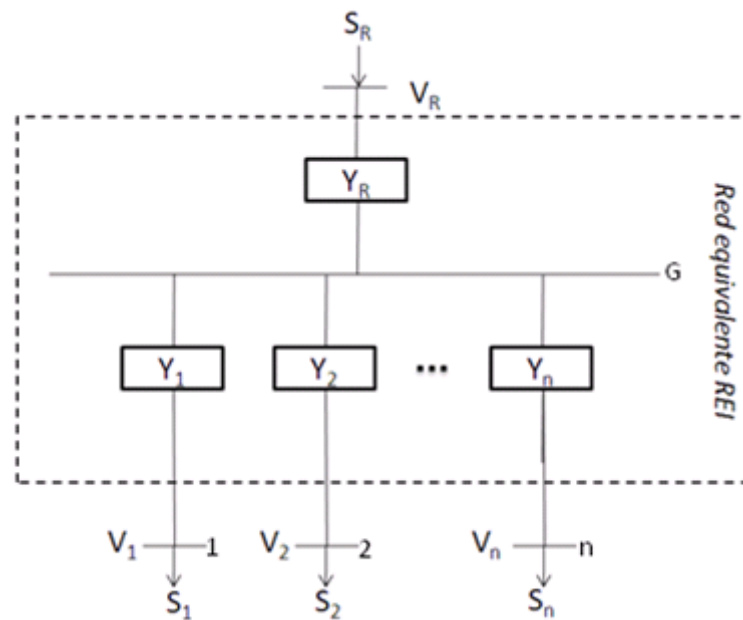 S_R
V_R
Y_R
G
Red equivalente REI
Y_1 Y_2 ... Y_n
V_1 1 V_2 2 V_n n
S_1 S_2 S_n